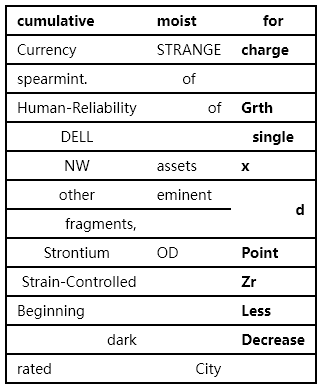 cumulative moist for
Currency STRANGE charge
spearmint. of
Human-Reliability of Grth
DELL single
NW assets x
other eminent d
fragments,
Strontium OD Point
Strain-Controlled Zr
Beginning Less
dark Decrease
rated City